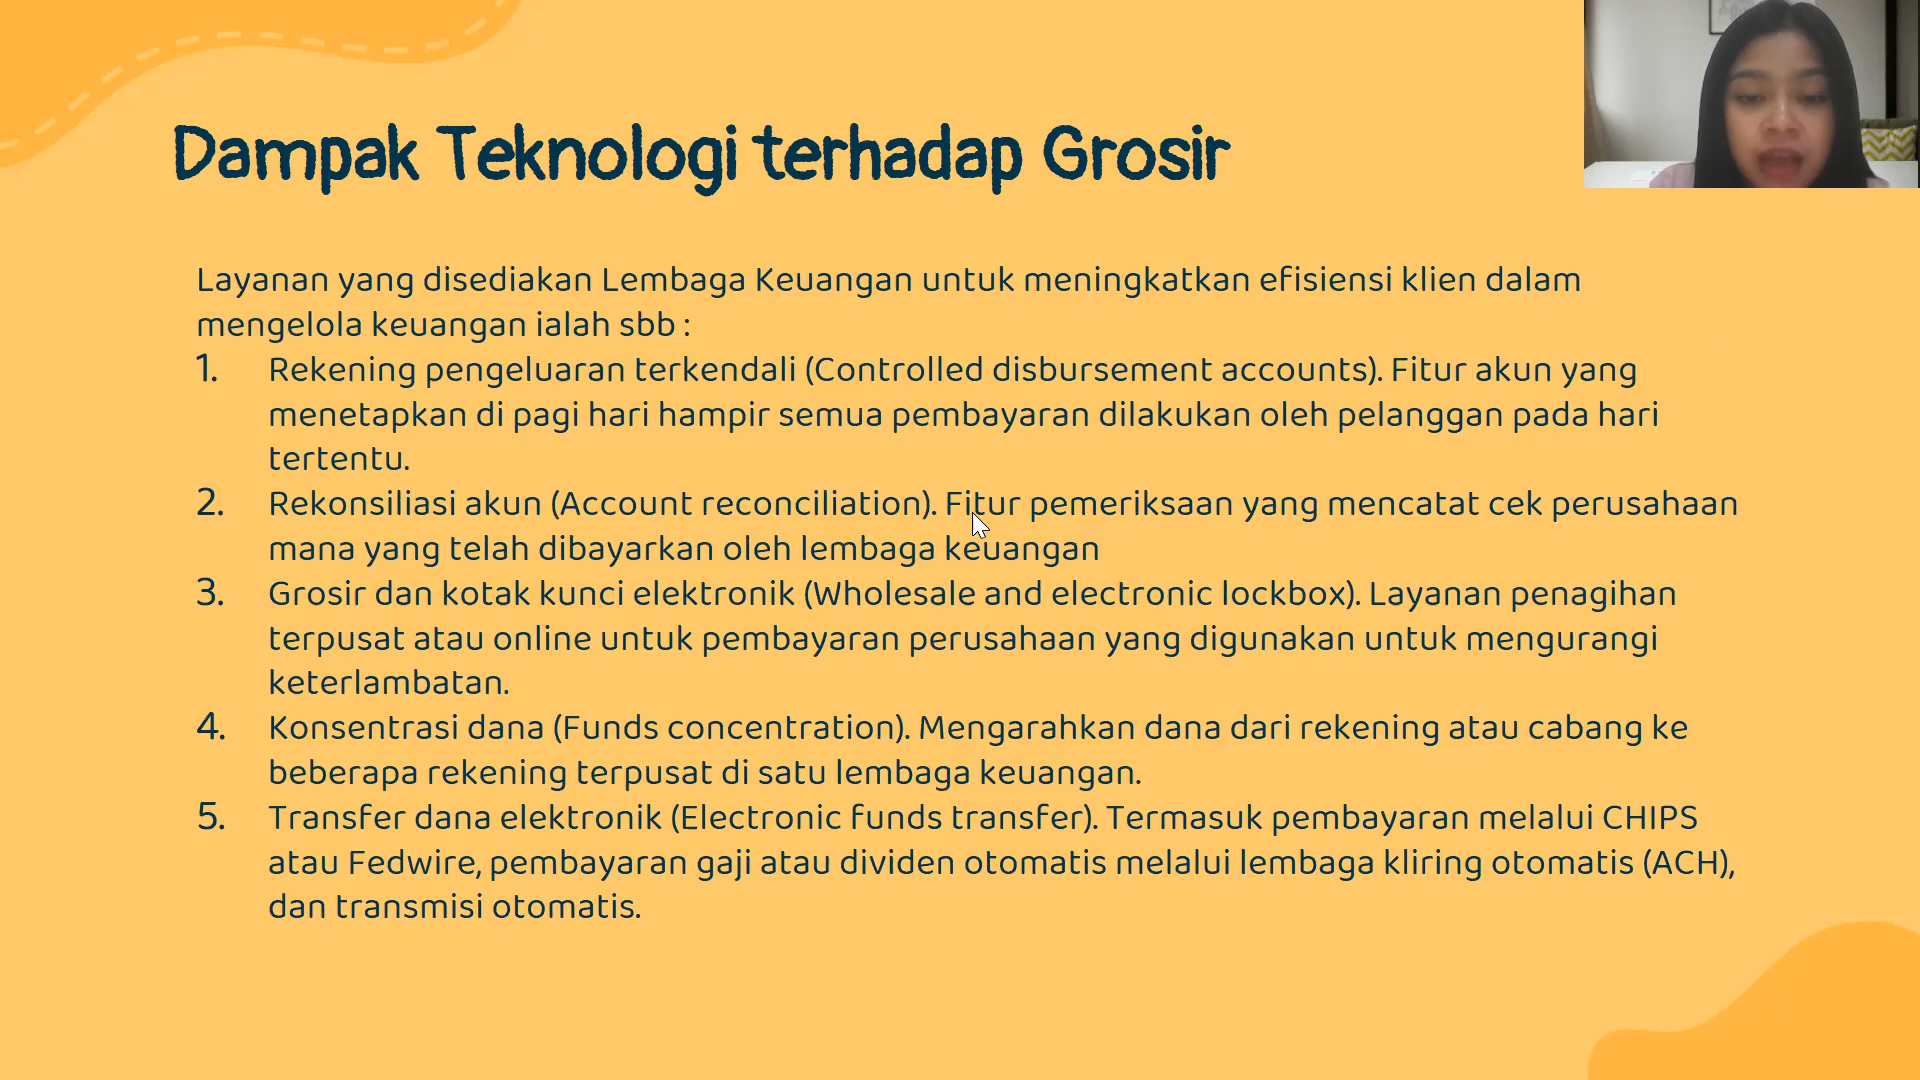 Dampak Teknologi terhadap Grosir
Layanan yang disediakan Lembaga Keuangan untuk meningkatkan efisiensi klien dalam
mengelola keuangan ialah sbb :
1. Rekening pengeluaran terkendali (Controlled disbursement accounts). Fitur akun yang
menetapkan di pagi hari hampir semua pembayaran dilakukan oleh pelanggan pada hari
tertentu.
2. Rekonsiliasi akun (Account reconciliation). Fitur pemeriksaan yang mencatat cek perusahaan
mana yang telah dibayarkan oleh lembaga keuangan
3. Grosir dan kotak kunci elektronik (Wholesale and electronic lockbox). Layanan penagihan
terpusat atau online untuk pembayaran perusahaan yang digunakan untuk mengurangi
keterlambatan.
4. Konsentrasi dana (Funds concentration). Mengarahkan dana dari rekening atau cabang ke
beberapa rekening terpusat di satu lembaga keuangan.
5. Transfer dana elektronik (Electronic funds transfer). Termasuk pembayaran melalui CHIPS
atau Fedwire, pembayaran gaji atau dividen otomatis melalui lembaga kliring otomatis (ACH),
dan transmisi otomatis.